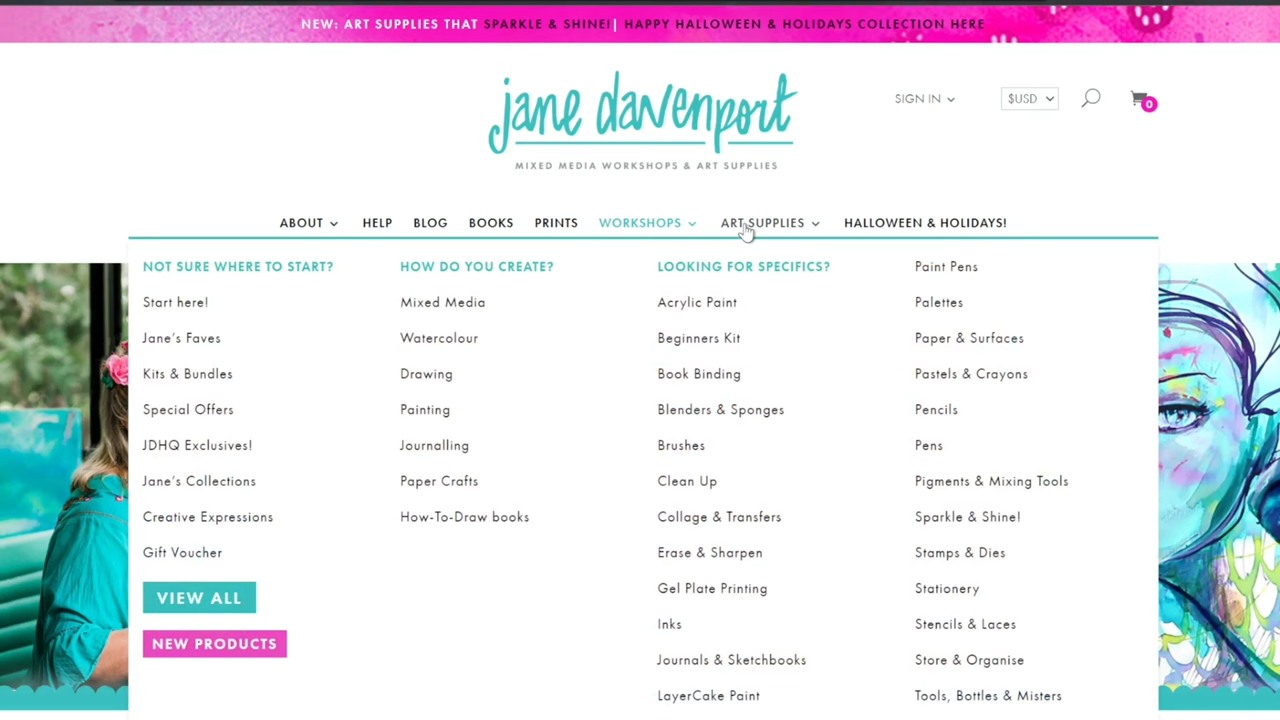 NEW: ART SUPPLIES THAT SPARKLE & SHINE!| HAPPY HALLOWEEN & HOLIDAYS COLLECTION HERE
jane davenport
MIXED MEDIA WORKSHOPS & ART SUPPLIES
SIGN IN
$USD
0
ABOUT
HELP
BLOG
BOOKS
PRINTS
WORKSHOPS
ART SUPPLIES
HALLOWEEN & HOLIDAYS!
NOT SURE WHERE TO START?
Start here!
Jane's Faves
Kits & Bundles
Special Offers
JDHQ Exclusives!
Jane's Collections
Creative Expressions
Gift Voucher
VIEW ALL
NEW PRODUCTS
HOW DO YOU CREATE?
Mixed Media
Watercolour
Drawing
Painting
Journalling
Paper Crafts
How-To-Draw books
LOOKING FOR SPECIFICS?
Acrylic Paint
Beginners Kit
Book Binding
Blenders & Sponges
Brushes
Clean Up
Collage & Transfers
Erase & Sharpen
Gel Plate Printing
Inks
Journals & Sketchbooks
LayerCake Paint
Paint Pens
Palettes
Paper & Surfaces
Pastels & Crayons
Pencils
Pens
Pigments & Mixing Tools
Sparkle & Shine!
Stamps & Dies
Stationery
Stencils & Laces
Store & Organise
Tools, Bottles & Misters